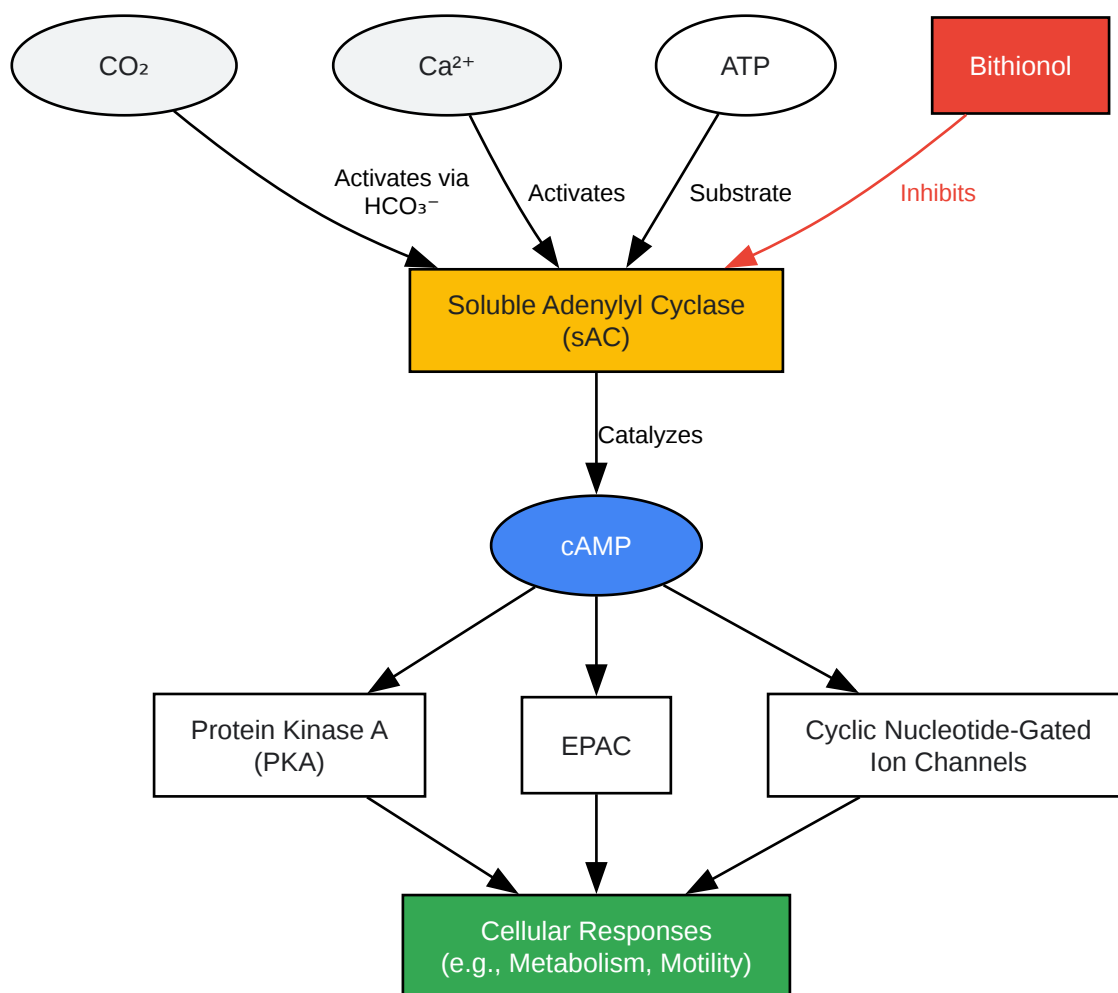 CO₂
Ca²⁺
ATP
Bithionol
Activates via
HCO₃⁻
Activates
Substrate
Inhibits
Soluble Adenylyl Cyclase
(sAC)
Catalyzes
cAMP
Protein Kinase A
(PKA)
EPAC
Cyclic Nucleotide-Gated
Ion Channels
Cellular Responses
(e.g., Metabolism, Motility)